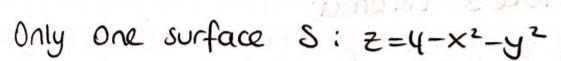 Only one surface S: z=4-x²-y²